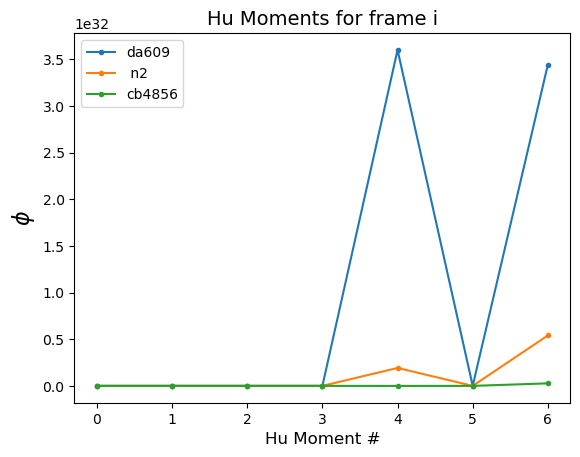 Hu Moments for frame i
1e32
da609
n2
cb4856
3.5
3.0
2.5
2.0
1.5
1.0
0.5
0.0
ϕ
0 1 2 3 4 5 6
Hu Moment #